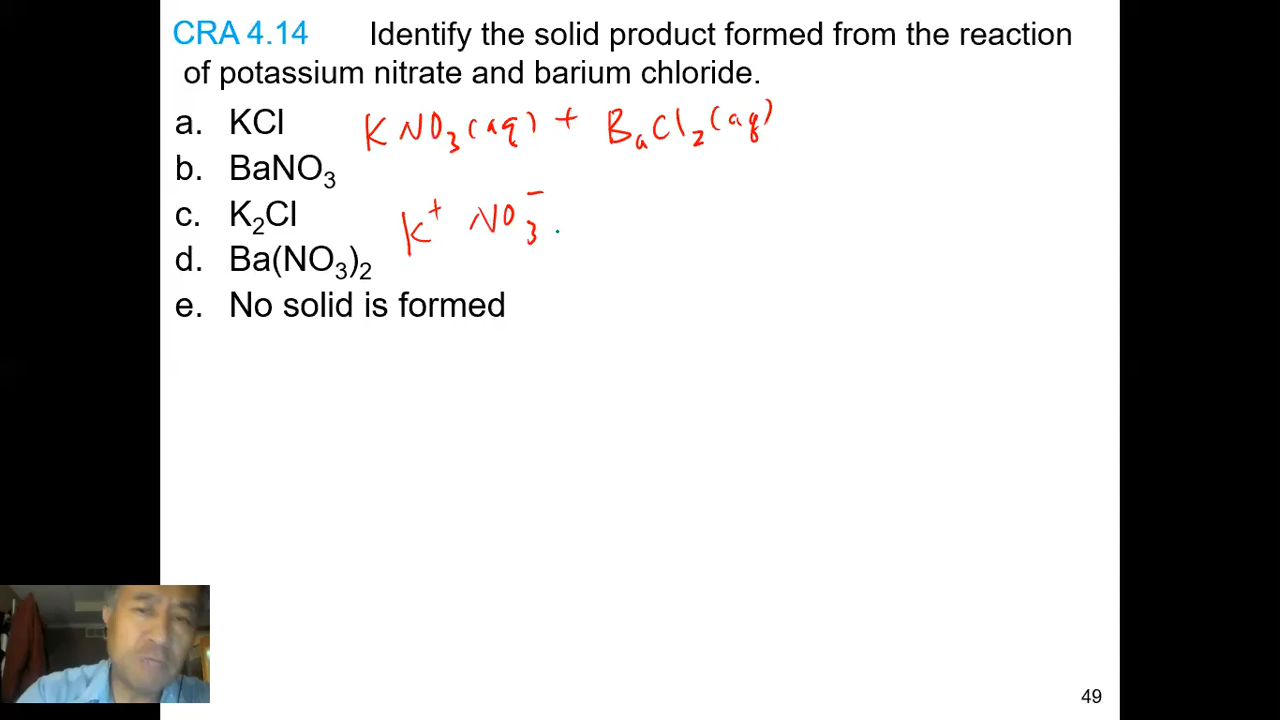 CRA 4.14 Identify the solid product formed from the reaction
of potassium nitrate and barium chloride.
a. KCl
KNO₃(aq) + BaCl₂(aq)
b. BaNO₃
c. K₂Cl
K⁺ NO₃⁻
d. Ba(NO₃)₂
e. No solid is formed
49